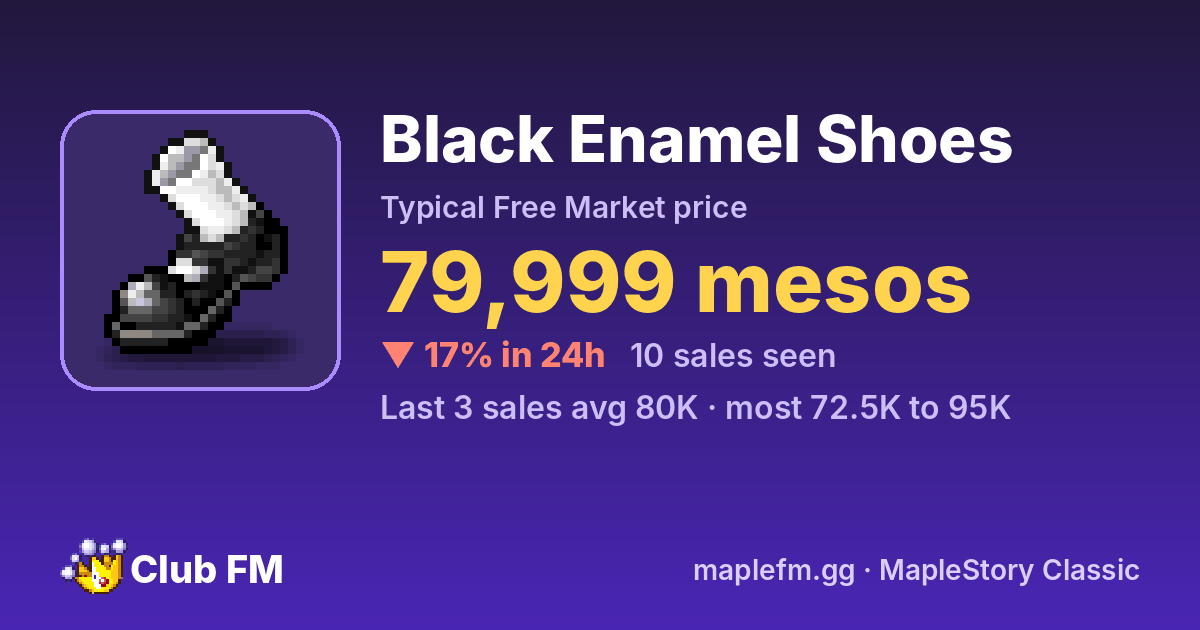 Black Enamel Shoes
Typical Free Market price
79,999 mesos
▼ 17% in 24h 10 sales seen
Last 3 sales avg 80K · most 72.5K to 95K
Club FM
maplefm.gg · MapleStory Classic